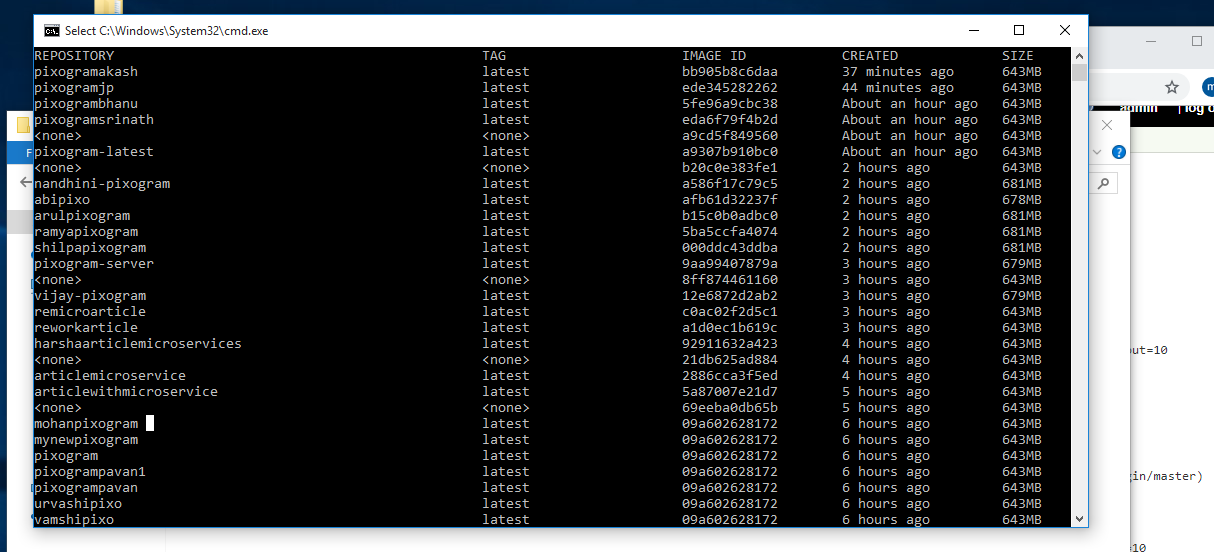 Select C:\Windows\System32\cmd.exe
REPOSITORY TAG IMAGE ID CREATED SIZE
pixogramakash latest bb905b8c6daa 37 minutes ago 643MB
pixogramjp latest ede345282262 44 minutes ago 643MB
pixogrambhanu latest 5fe96a9cbc38 About an hour ago 643MB
pixogramsrinath latest eda6f79f4b2d About an hour ago 643MB
<none> <none> a9cd5f849560 About an hour ago 643MB
pixogram-latest latest a9307b910bc0 About an hour ago 643MB
<none> <none> b20c0e383fe1 2 hours ago 643MB
nandhini-pixogram latest a586f17c79c5 2 hours ago 681MB
abipixo latest afb61d32237f 2 hours ago 678MB
arulpixogram latest b15c0b0adbc0 2 hours ago 681MB
ramyapixogram latest 5ba5ccfa4074 2 hours ago 681MB
shilpapixogram latest 000ddc43ddba 2 hours ago 681MB
pixogram-server latest 9aa99407879a 3 hours ago 679MB
<none> <none> 8ff874461160 3 hours ago 643MB
vijay-pixogram latest 12e6872d2ab2 3 hours ago 679MB
remicroarticle latest c0ac02f2d5c1 3 hours ago 643MB
reworkarticle latest a1d0ec1b619c 3 hours ago 643MB
harshaarticlemicroservices latest 92911632a423 4 hours ago 643MB
<none> <none> 21db625ad884 4 hours ago 643MB
articlemicroservice latest 2886cca3f5ed 4 hours ago 643MB
articlewithmicroservice latest 5a87007e21d7 5 hours ago 643MB
<none> <none> 69eeba0db65b 5 hours ago 643MB
mohanpixogram latest 09a602628172 6 hours ago 643MB
mynewpixogram latest 09a602628172 6 hours ago 643MB
pixogram latest 09a602628172 6 hours ago 643MB
pixogrampavan1 latest 09a602628172 6 hours ago 643MB
pixogrampavan latest 09a602628172 6 hours ago 643MB
urvashipixo latest 09a602628172 6 hours ago 643MB
vamshipixo latest 09a602628172 6 hours ago 643MB
admin | log
F
out=10
gin/master)
=10